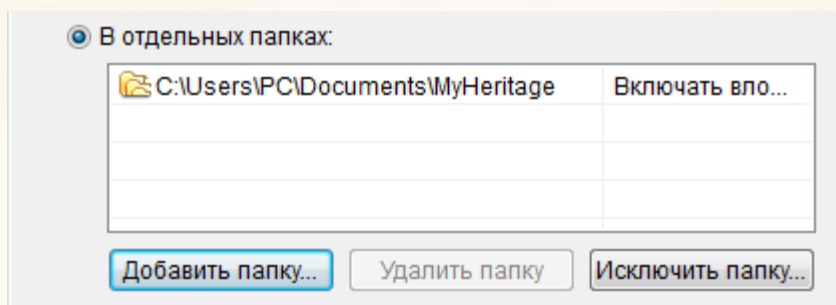 В отдельных папках:
C:\Users\PC\Documents\MyHeritage Включать вло...
Добавить папку... Удалить папку Исключить папку...